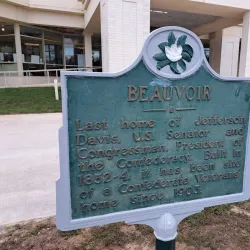 BEAUVOIR
Last home of Jefferson
Davis, U.S. Senator and
Congressman, President of
the Confederacy. Built in
1852-4, it has been site
of a Confederate Veterans'
home since 1903.